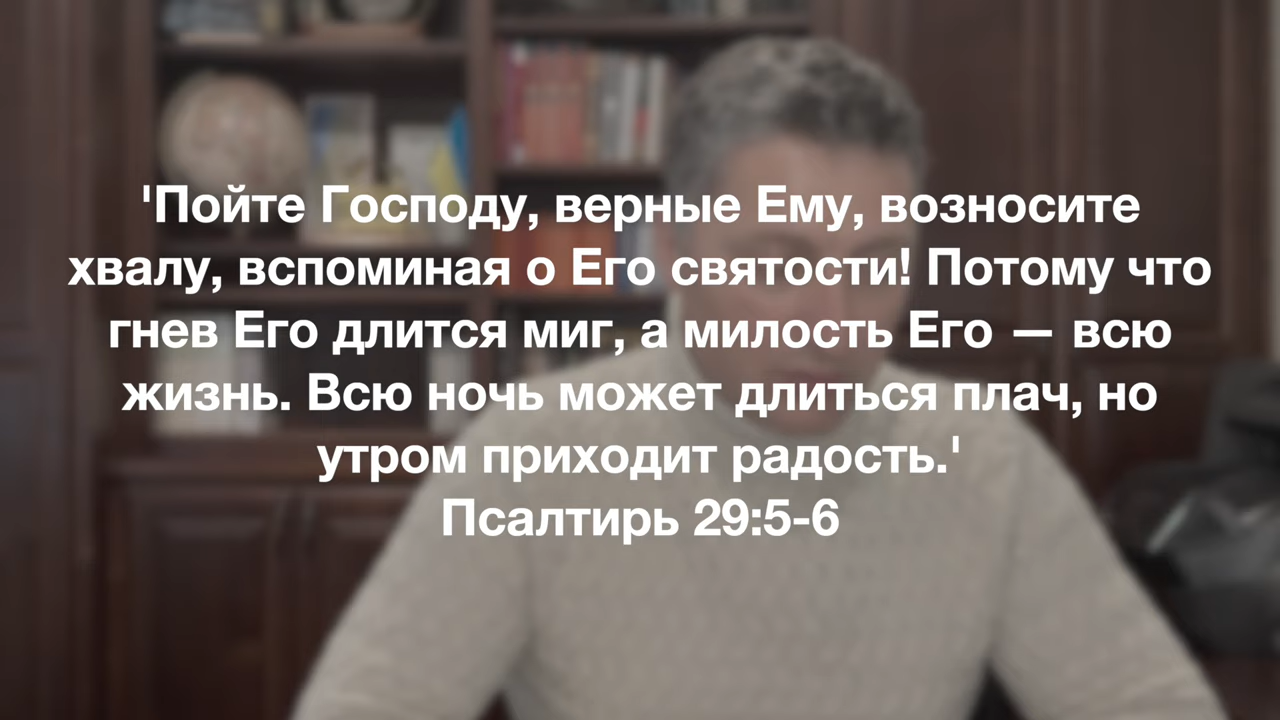 'Пойте Господу, верные Ему, возносите
хвалу, вспоминая о Его святости! Потому что
гнев Его длится миг, а милость Его — всю
жизнь. Всю ночь может длиться плач, но
утром приходит радость.'
Псалтирь 29:5-6